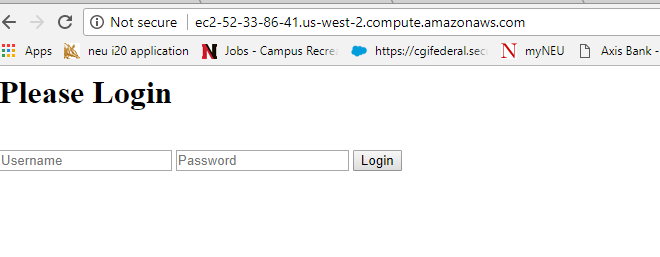 Not secure ec2-52-33-86-41.us-west-2.compute.amazonaws.com
Apps neu i20 application Jobs - Campus Recrea https://cgifederal.sec myNEU Axis Bank -
Please Login
Username Password Login